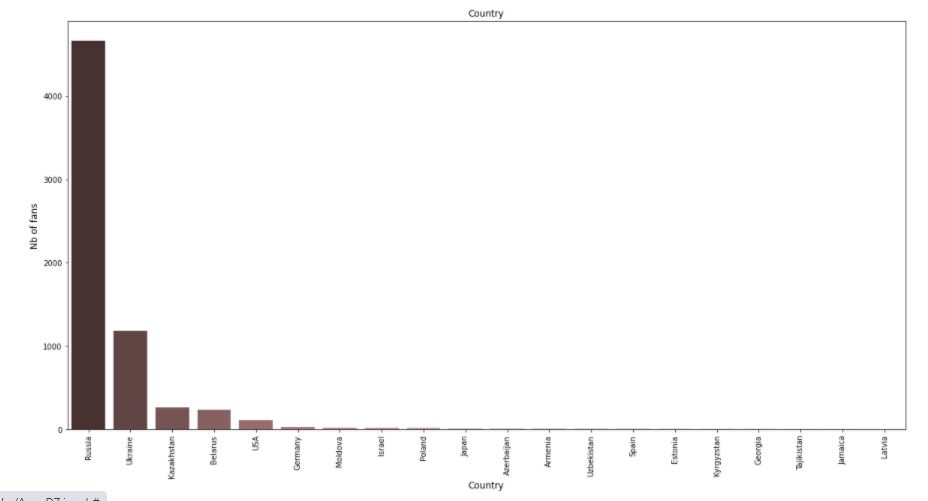 Country
4000
3000
2000
1000
0
Nb of fans
Russia
Ukraine
Kazakhstan
Belarus
USA
Germany
Moldova
Israel
Poland
Japan
Azerbaijan
Armenia
Uzbekistan
Spain
Estonia
Kyrgyzstan
Georgia
Tajikistan
Jamaica
Latvia
Country